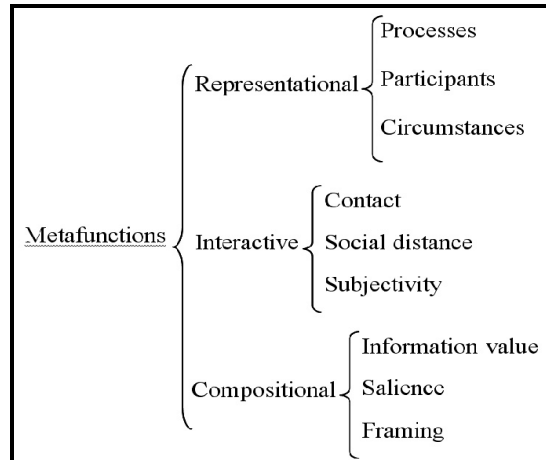 Processes
Representational
Participants
Circumstances
Contact
Metafunctions
Interactive
Social distance
Subjectivity
Information value
Compositional
Salience
Framing